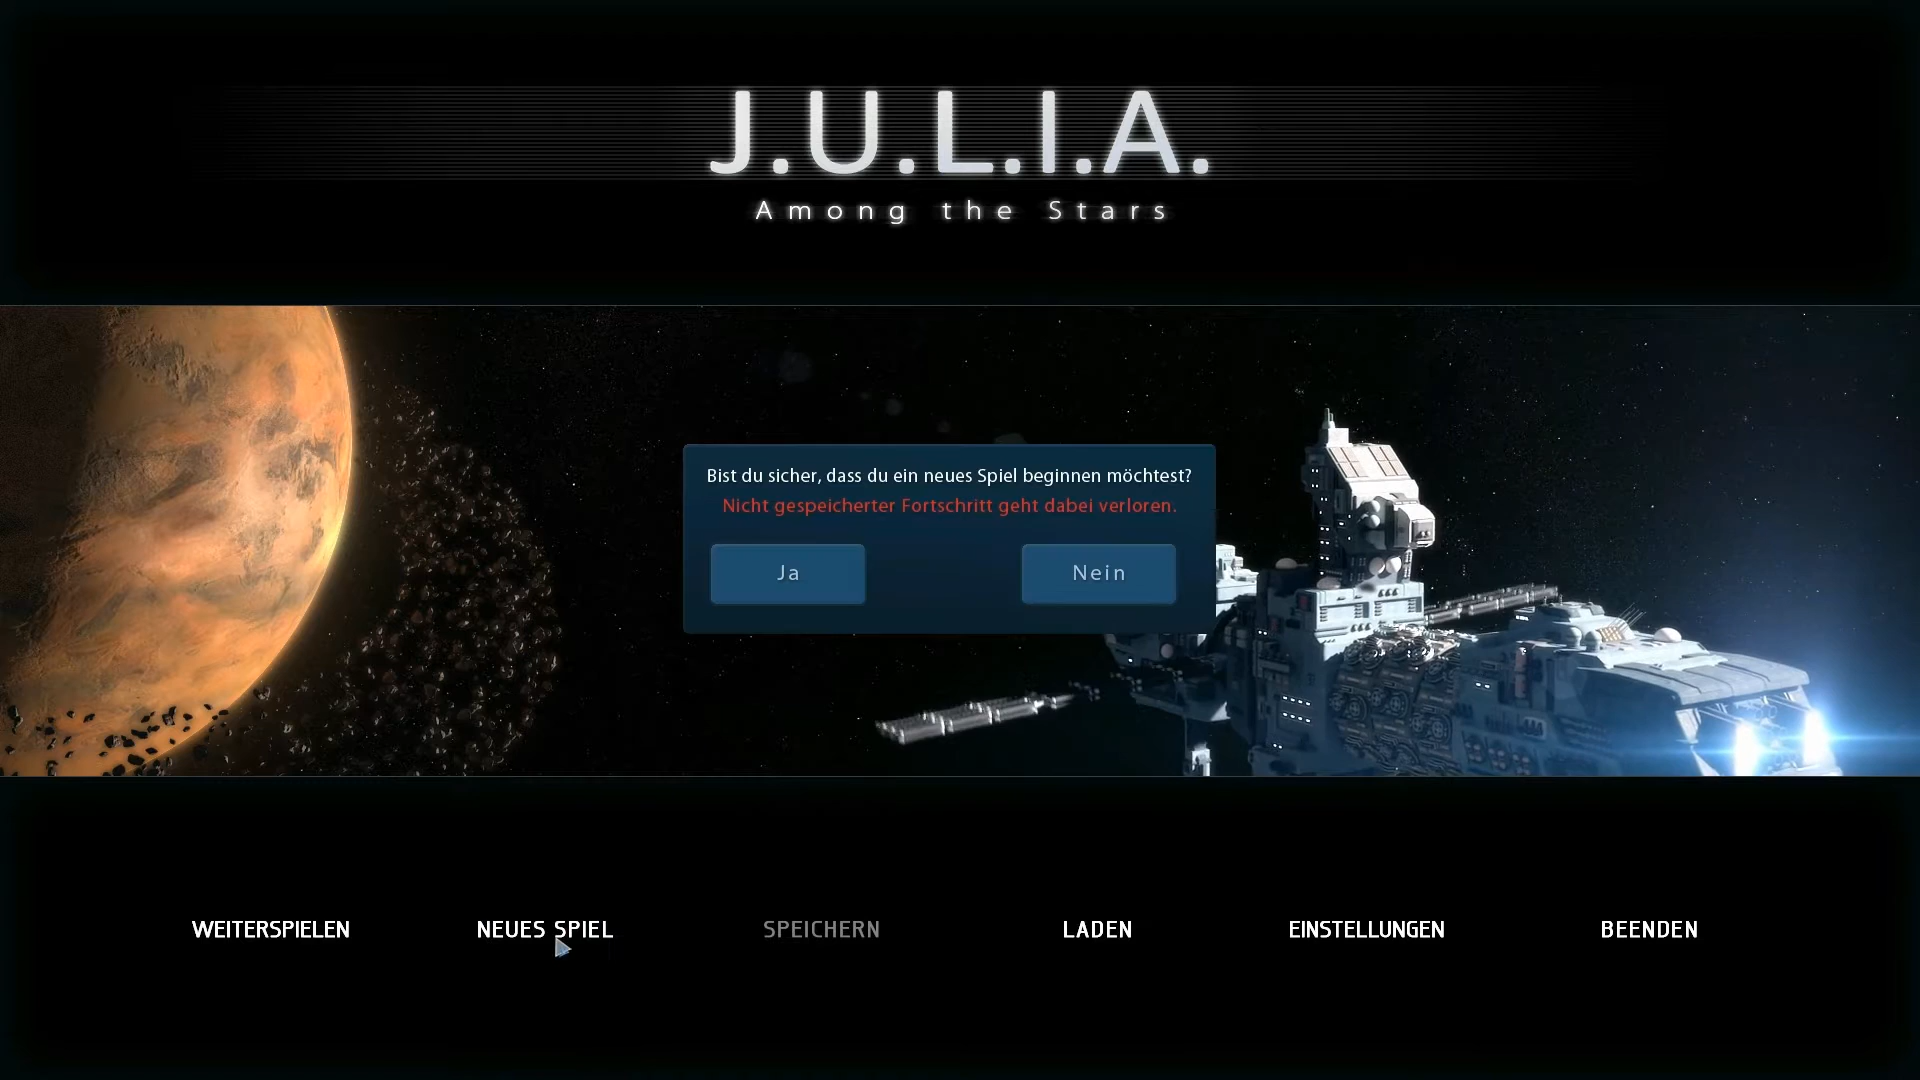 J.U.L.I.A.
Among the Stars
Bist du sicher, dass du ein neues Spiel beginnen möchtest?
Nicht gespeicherter Fortschritt geht dabei verloren.
Ja Nein
WEITERSPIELEN NEUES SPIEL SPEICHERN LADEN EINSTELLUNGEN BEENDEN